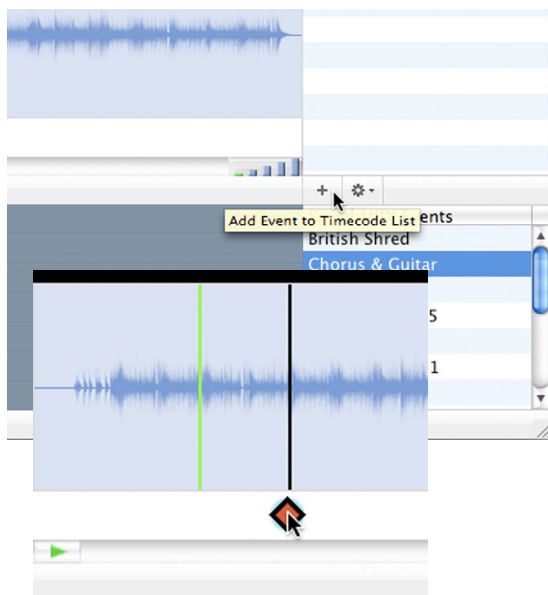 Add Event to Timecode List
ents
British Shred
Chorus & Guitar
5
1